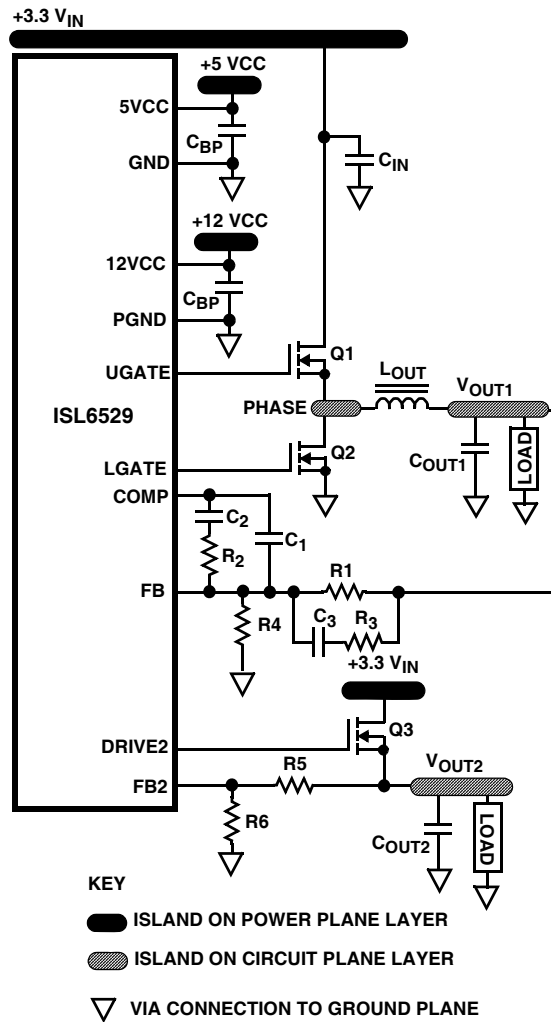 +3.3 VIN
+5 VCC
5VCC
CBP
GND
CIN
+12 VCC
12VCC
CBP
PGND
Q1
LOUT
UGATE
VOUT1
PHASE
ISL6529
Q2
COUT1
LOAD
LGATE
COMP
C2
C1
R2
R1
FB
C3
R3
R4
+3.3 VIN
Q3
DRIVE2
VOUT2
R5
FB2
R6
COUT2
LOAD
KEY
ISLAND ON POWER PLANE LAYER
ISLAND ON CIRCUIT PLANE LAYER
VIA CONNECTION TO GROUND PLANE